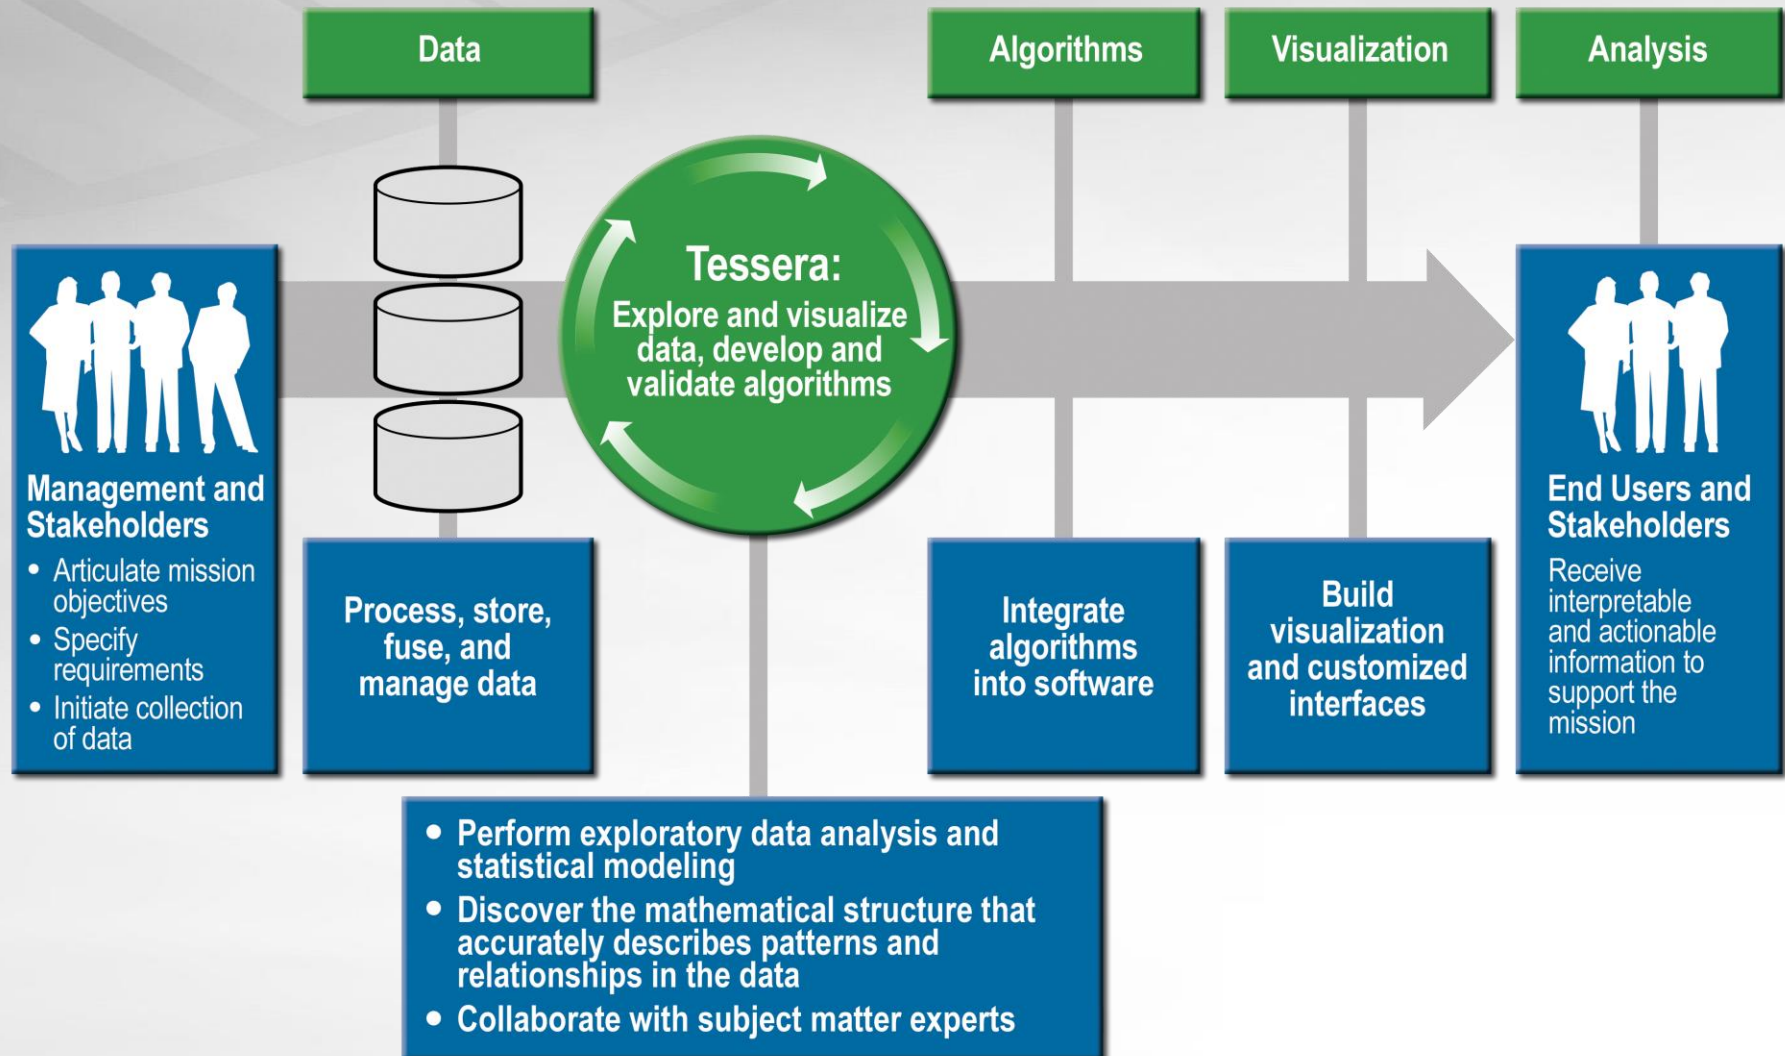 Data
Algorithms
Visualization
Analysis
Tessera:
Explore and visualize
data, develop and
validate algorithms
Management and
Stakeholders
• Articulate mission
objectives
• Specify
requirements
• Initiate collection
of data
Process, store,
fuse, and
manage data
Integrate
algorithms
into software
Build
visualization
and customized
interfaces
End Users and
Stakeholders
Receive
interpretable
and actionable
information to
support the
mission
• Perform exploratory data analysis and
statistical modeling
• Discover the mathematical structure that
accurately describes patterns and
relationships in the data
• Collaborate with subject matter experts